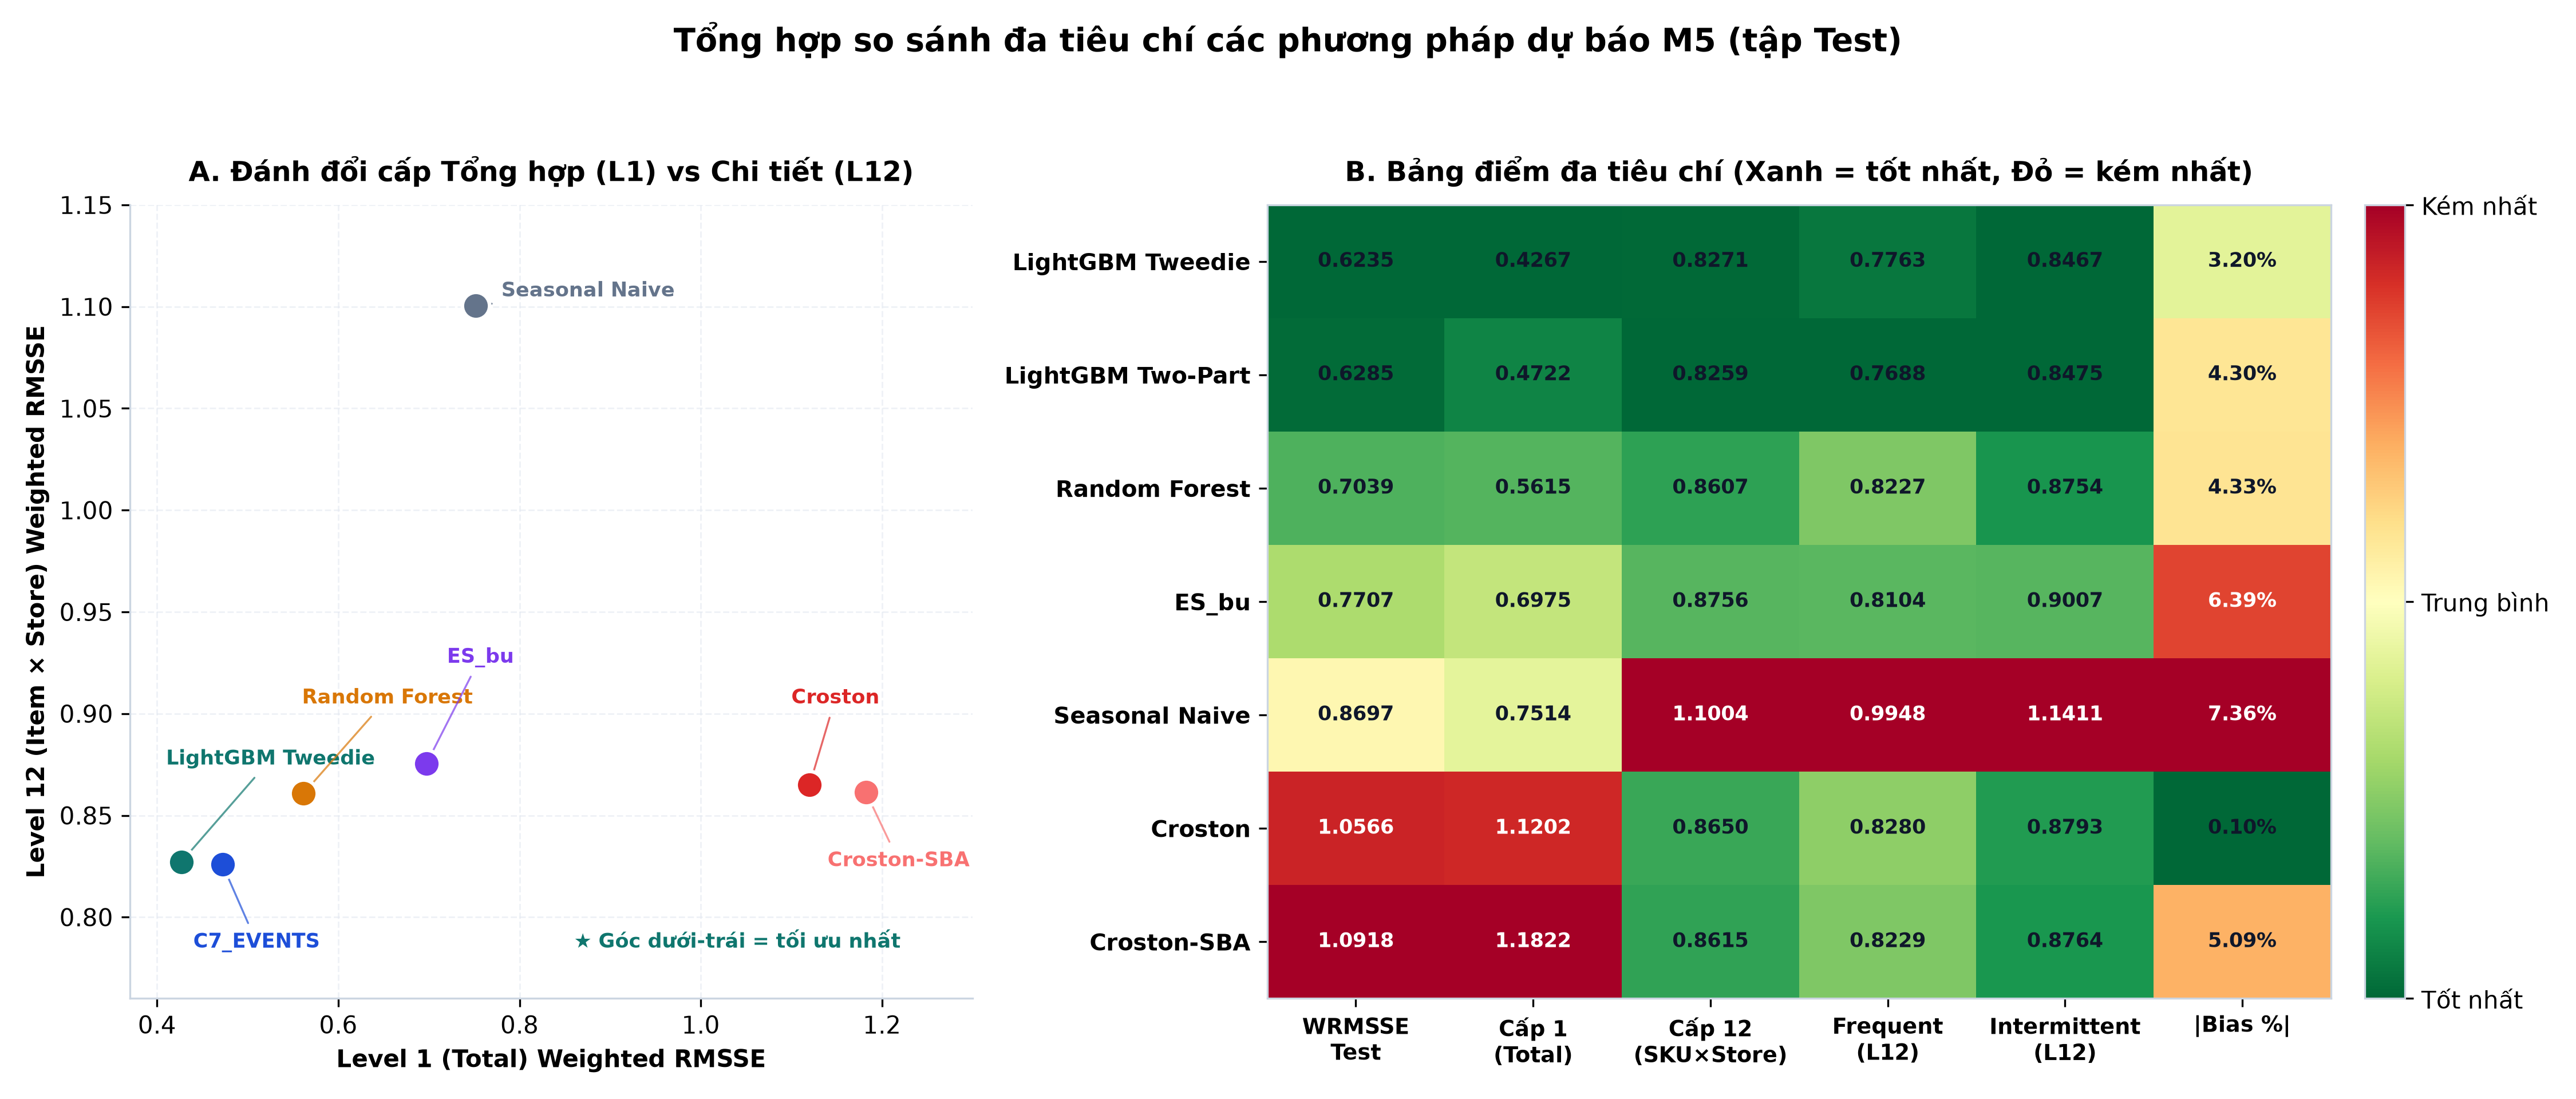 Tổng hợp so sánh đa tiêu chí các phương pháp dự báo M5 (tập Test)
A. Đánh đổi cấp Tổng hợp (L1) vs Chi tiết (L12)
Level 12 (Item × Store) Weighted RMSSE
1.15
1.10
1.05
1.00
0.95
0.90
0.85
0.80
Seasonal Naive
ES_bu
Random Forest
Croston
LightGBM Tweedie
Croston-SBA
C7_EVENTS
★ Góc dưới-trái = tối ưu nhất
0.4 0.6 0.8 1.0 1.2
Level 1 (Total) Weighted RMSSE
B. Bảng điểm đa tiêu chí (Xanh = tốt nhất, Đỏ = kém nhất)
LightGBM Tweedie 0.6235 0.4267 0.8271 0.7763 0.8467 3.20%
LightGBM Two-Part 0.6285 0.4722 0.8259 0.7688 0.8475 4.30%
Random Forest 0.7039 0.5615 0.8607 0.8227 0.8754 4.33%
ES_bu 0.7707 0.6975 0.8756 0.8104 0.9007 6.39%
Seasonal Naive 0.8697 0.7514 1.1004 0.9948 1.1411 7.36%
Croston 1.0566 1.1202 0.8650 0.8280 0.8793 0.10%
Croston-SBA 1.0918 1.1822 0.8615 0.8229 0.8764 5.09%
WRMSSE Cấp 1 Cấp 12 Frequent Intermittent |Bias %|
Test (Total) (SKU×Store) (L12) (L12)
Kém nhất
Trung bình
Tốt nhất